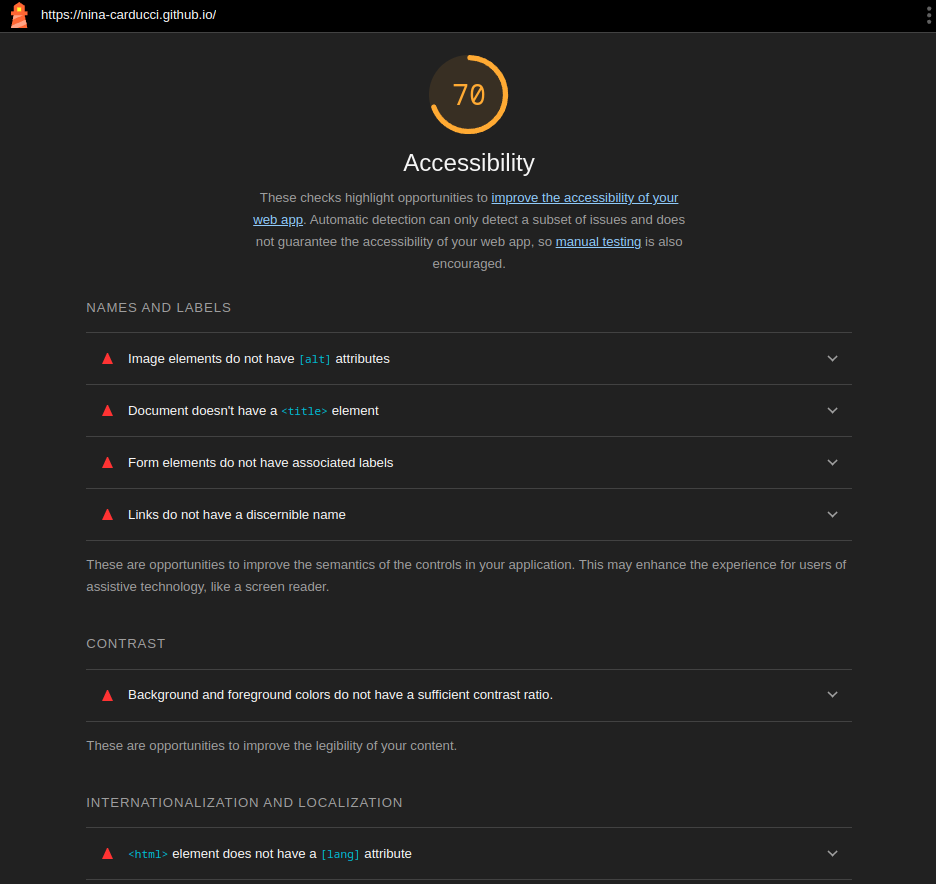 https://nina-carducci.github.io/
70
Accessibility
These checks highlight opportunities to improve the accessibility of your
web app. Automatic detection can only detect a subset of issues and does
not guarantee the accessibility of your web app, so manual testing is also
encouraged.
NAMES AND LABELS
Image elements do not have [alt] attributes
Document doesn't have a <title> element
Form elements do not have associated labels
Links do not have a discernible name
These are opportunities to improve the semantics of the controls in your application. This may enhance the experience for users of
assistive technology, like a screen reader.
CONTRAST
Background and foreground colors do not have a sufficient contrast ratio.
These are opportunities to improve the legibility of your content.
INTERNATIONALIZATION AND LOCALIZATION
<html> element does not have a [lang] attribute